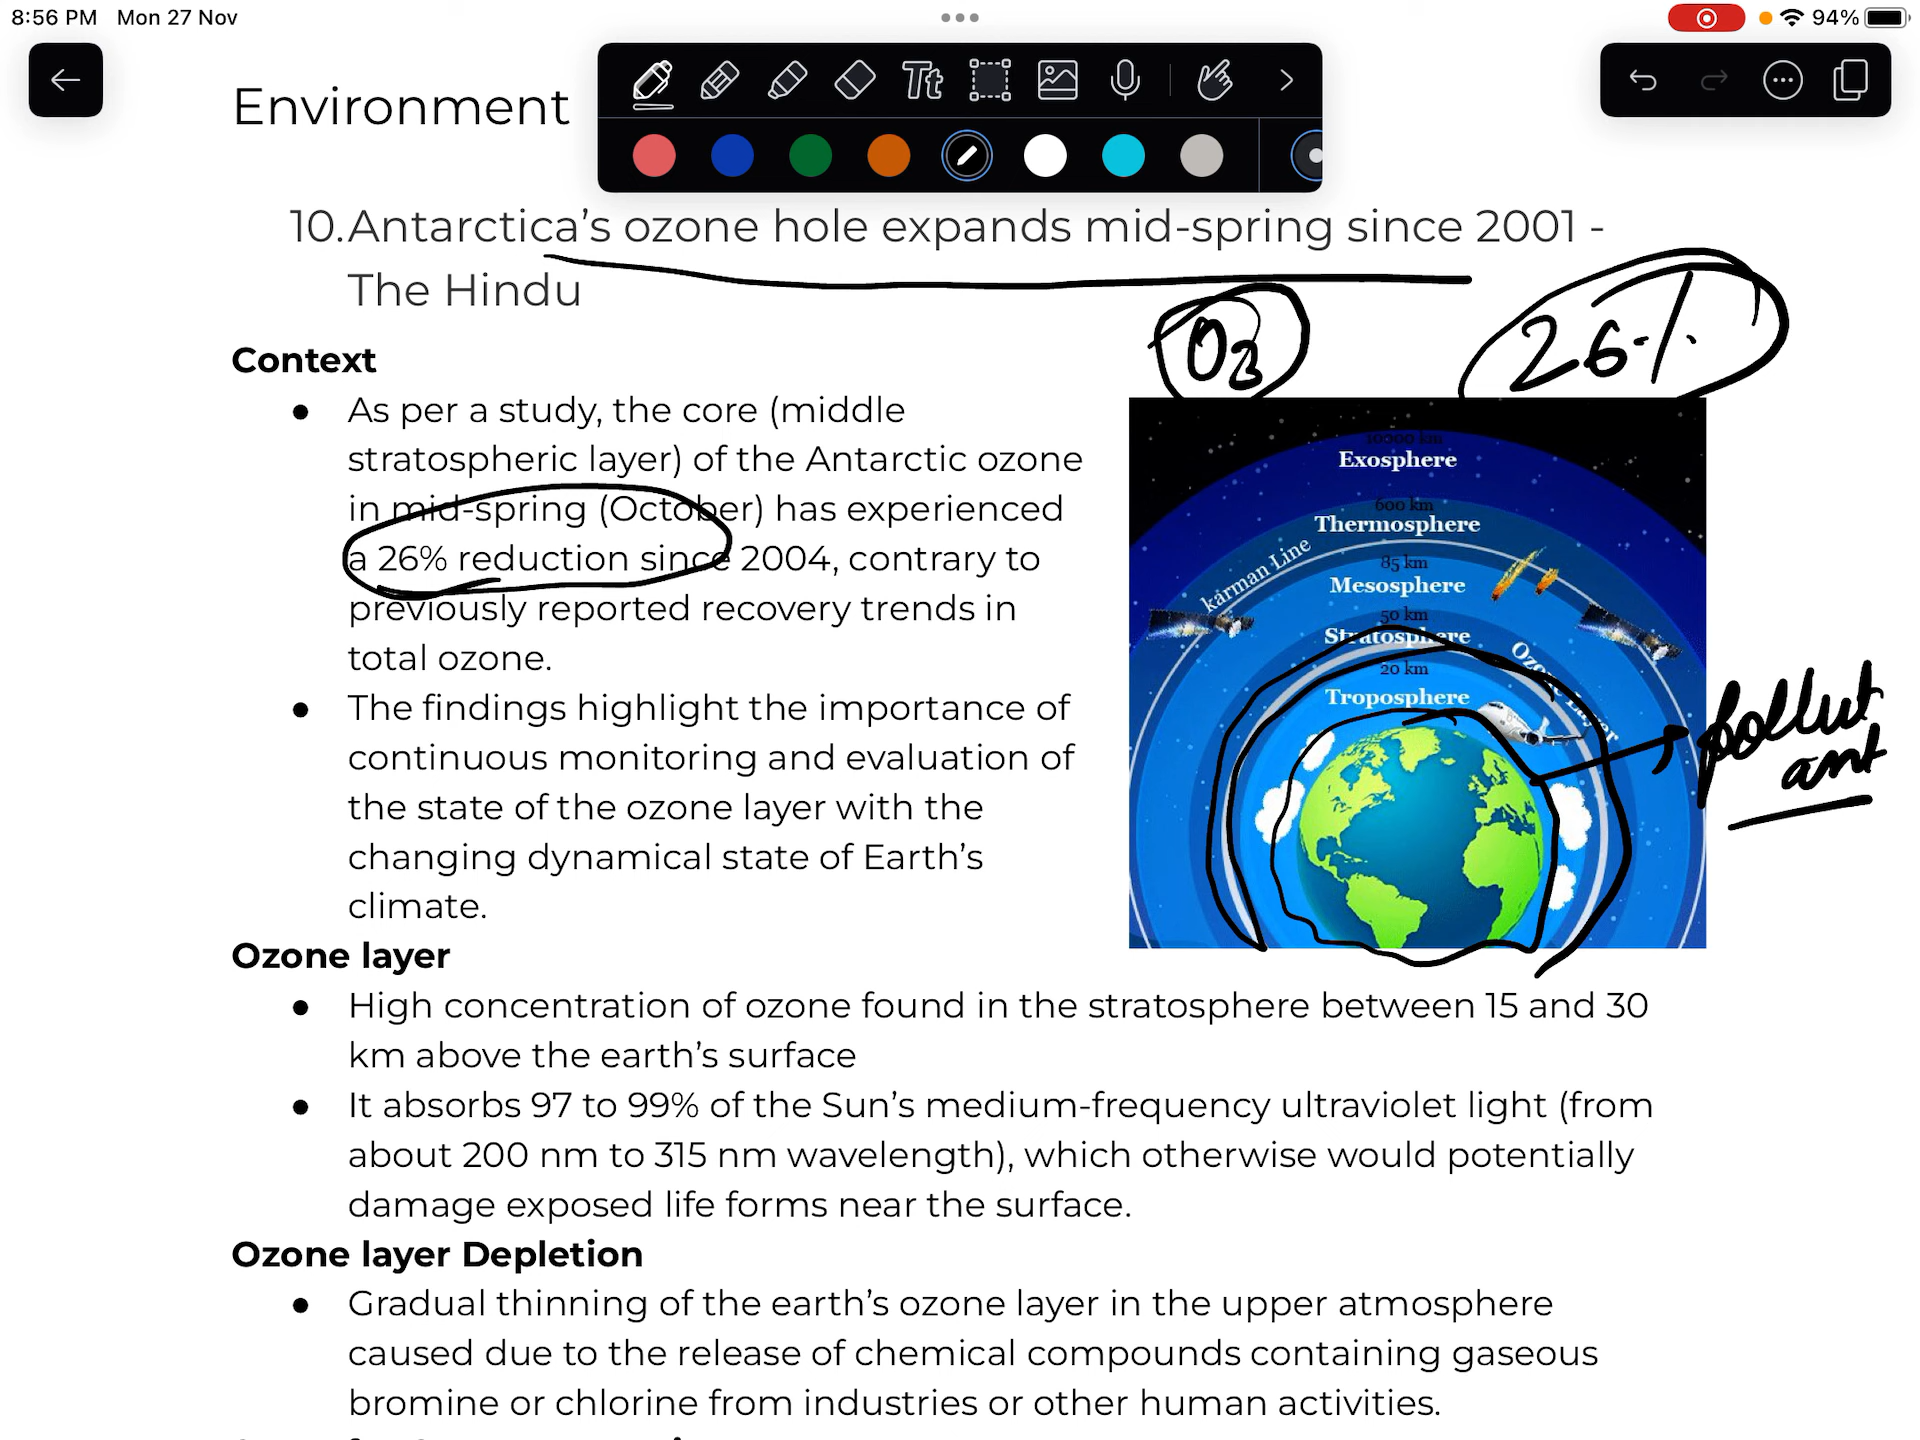 8:56 PM Mon 27 Nov
94%
Environment
Tt
10.Antarctica's ozone hole expands mid-spring since 2001 -
The Hindu
O3
26%
Context
● As per a study, the core (middle
stratospheric layer) of the Antarctic ozone
in mid-spring (October) has experienced
a 26% reduction since 2004, contrary to
previously reported recovery trends in
total ozone.
● The findings highlight the importance of
continuous monitoring and evaluation of
the state of the ozone layer with the
changing dynamical state of Earth's
climate.
10000 km
Exosphere
600 km
Thermosphere
karman Line
85 km
Mesosphere
50 km
Stratosphere
Ozone Layer
20 km
Troposphere
pollut
ant
Ozone layer
● High concentration of ozone found in the stratosphere between 15 and 30
km above the earth's surface
● It absorbs 97 to 99% of the Sun's medium-frequency ultraviolet light (from
about 200 nm to 315 nm wavelength), which otherwise would potentially
damage exposed life forms near the surface.
Ozone layer Depletion
● Gradual thinning of the earth's ozone layer in the upper atmosphere
caused due to the release of chemical compounds containing gaseous
bromine or chlorine from industries or other human activities.